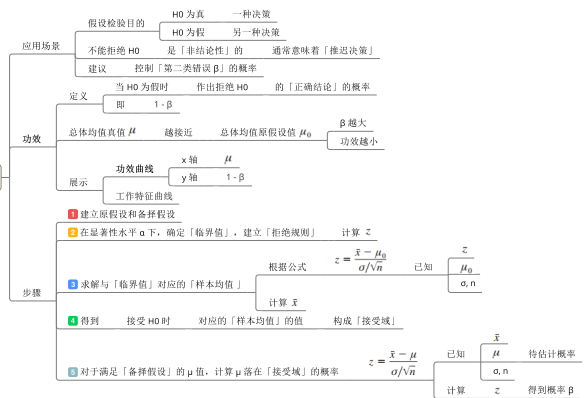 应用场景
假设检验目的
H0 为真 一种决策
H0 为假 另一种决策
不能拒绝 H0 是「非结论性」的 通常意味着「推迟决策」
建议 控制「第二类错误 β」的概率
功效
定义
当 H0 为假时 作出拒绝 H0 的「正确结论」的概率
即 1 - β
总体均值真值 μ 越接近 总体均值原假设值 μ₀
β 越大
功效越小
展示
功效曲线
x 轴 μ
y 轴 1 - β
工作特征曲线
步骤
1 建立原假设和备择假设
2 在显著性水平 α 下，确定「临界值」，建立「拒绝规则」 计算 z
3 求解与「临界值」对应的「样本均值 」
根据公式 z = (x̄ − μ₀) / (σ/√n) 已知
z
μ₀
σ, n
计算 x̄
4 得到 接受 H0 时 对应的「样本均值」的值 构成「接受域」
5 对于满足「备择假设」的 μ 值，计算 μ 落在「接受域」的概率
z = (x̄ − μ) / (σ/√n)
已知
x̄
μ 待估计概率
σ, n
计算 z 得到概率 β